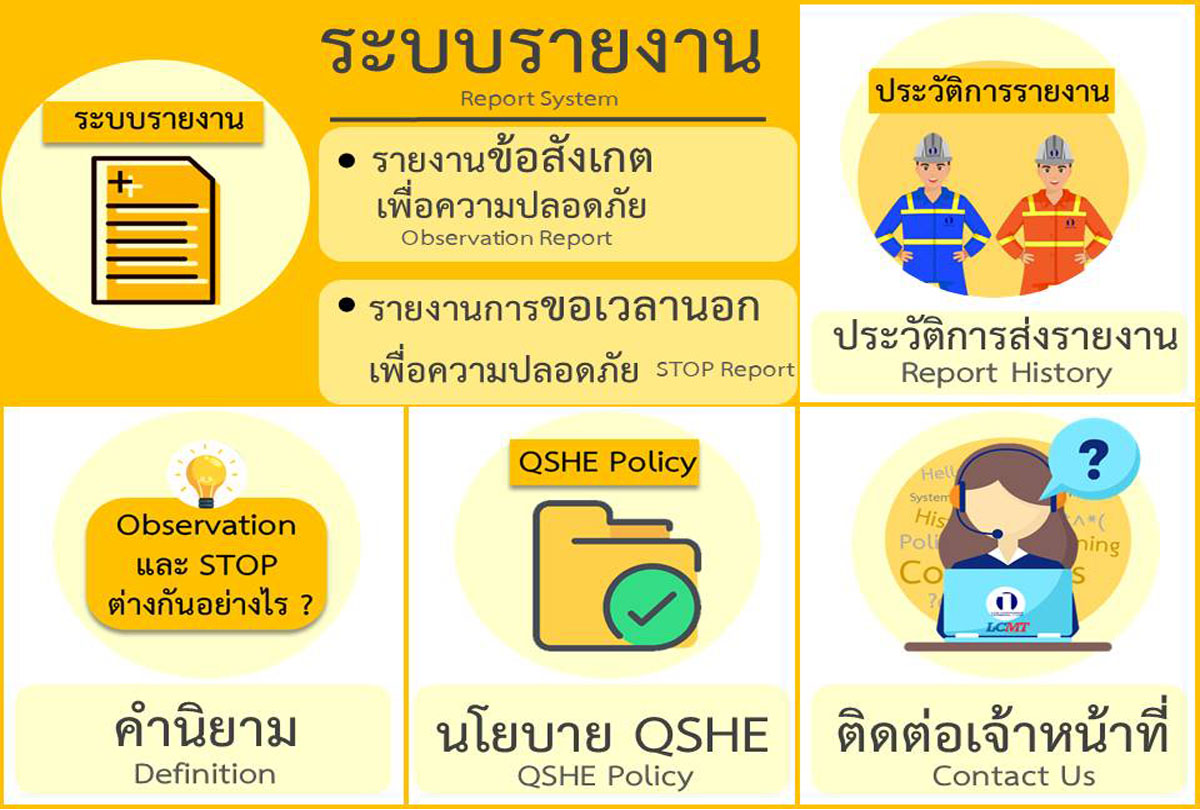 ระบบรายงาน
ระบบรายงาน
Report System
• รายงานข้อสังเกต
เพื่อความปลอดภัย
Observation Report
• รายงานการขอเวลานอก
เพื่อความปลอดภัย STOP Report
ประวัติการรายงาน
ประวัติการส่งรายงาน
Report History
Observation
และ STOP
ต่างกันอย่างไร ?
คำนิยาม
Definition
QSHE Policy
นโยบาย QSHE
QSHE Policy
?
Hell
System
His
^*(
Poli
ning
Co s
?
LCMT
ติดต่อเจ้าหน้าที่
Contact Us